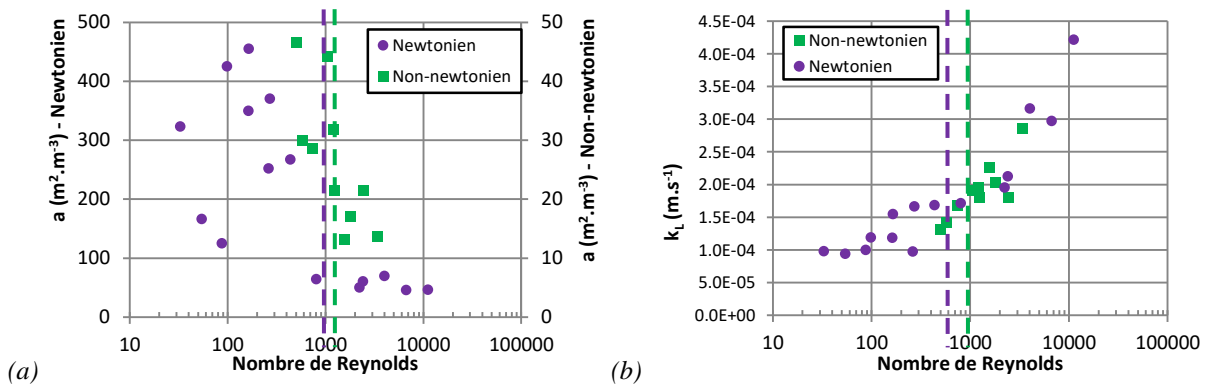 a (m².m⁻³) - Newtonien
500
400
300
200
100
0
10
100
1000
10000
100000
Nombre de Reynolds
50
40
30
20
10
0
a (m².m⁻³) - Non-newtonien
Newtonien
Non-newtonien
(a)
k_L (m.s⁻¹)
4.5E-04
4.0E-04
3.5E-04
3.0E-04
2.5E-04
2.0E-04
1.5E-04
1.0E-04
5.0E-05
0.0E+00
10
100
1000
10000
100000
Nombre de Reynolds
Non-newtonien
Newtonien
(b)